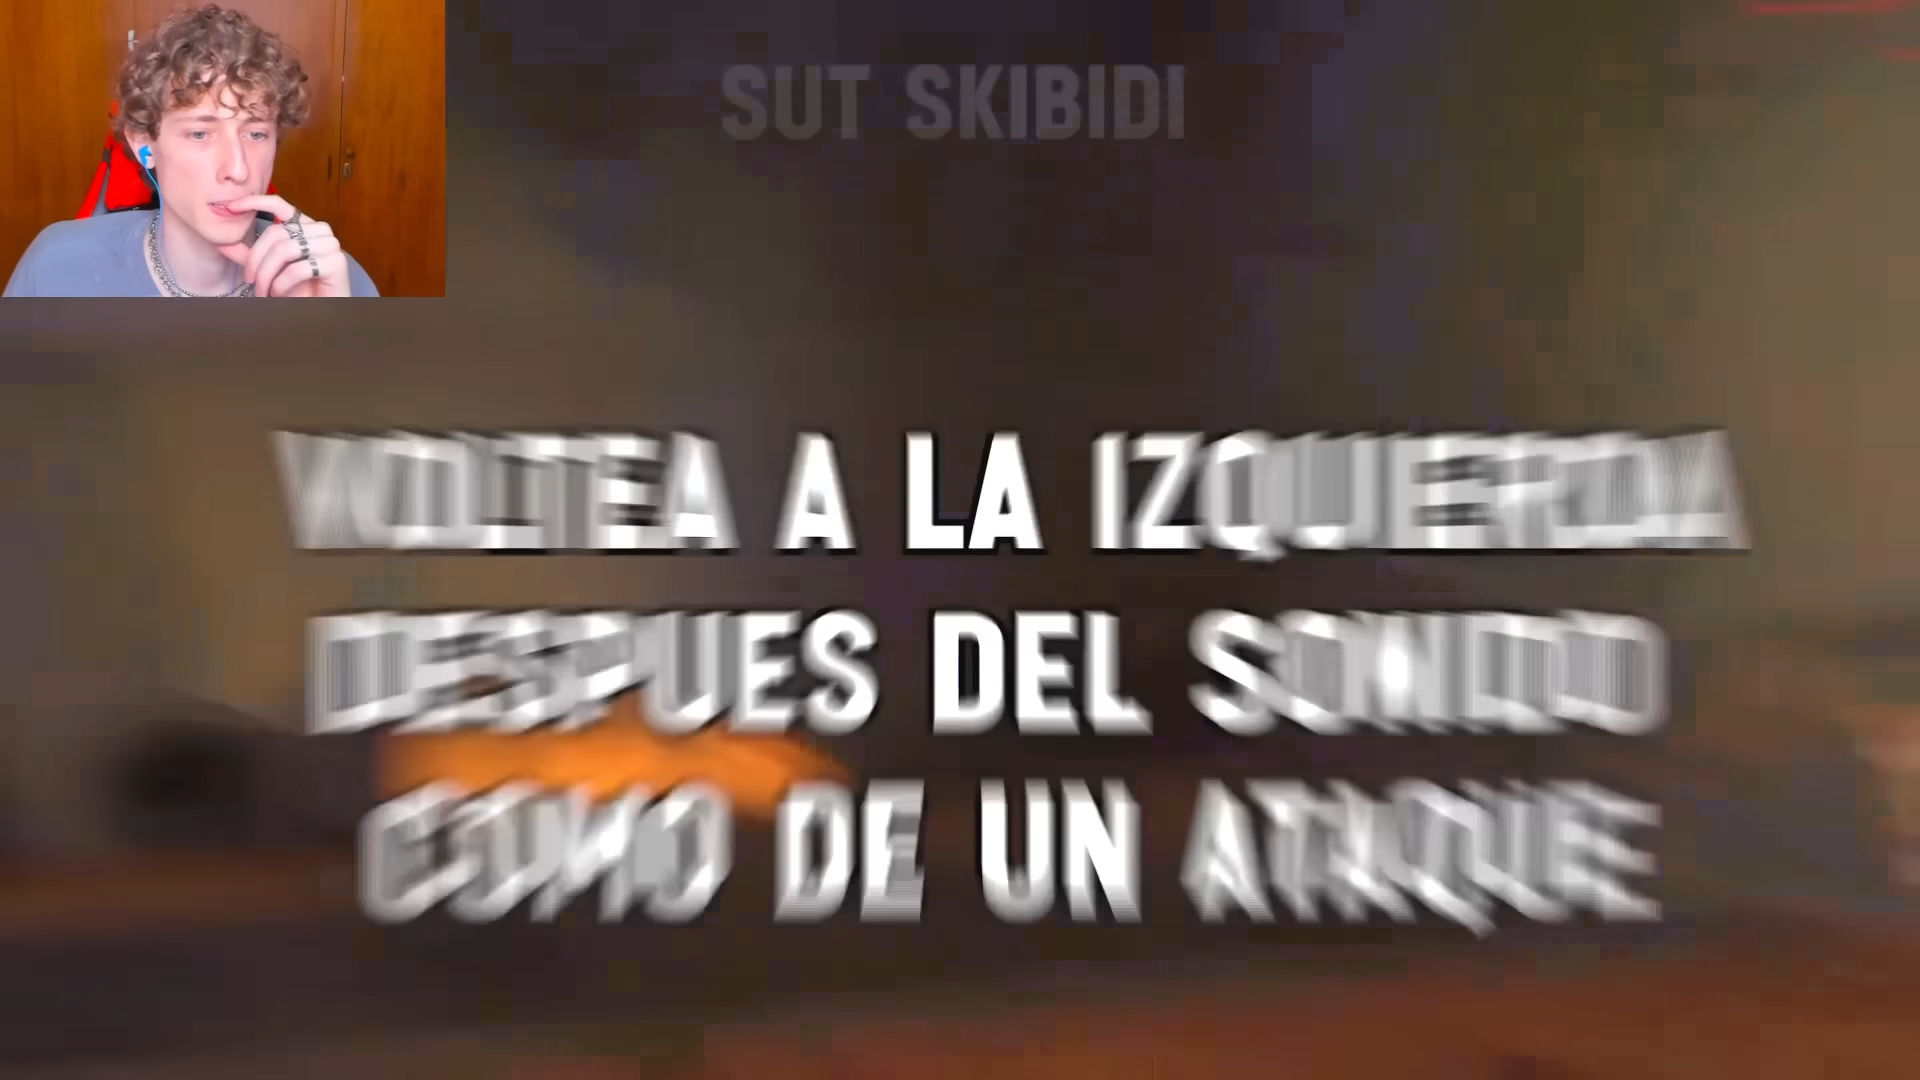 SUT SKIBIDI
VOLTEA A LA IZQUIERDA
DESPUES DEL SONIDO
COMO DE UN ATAQUE